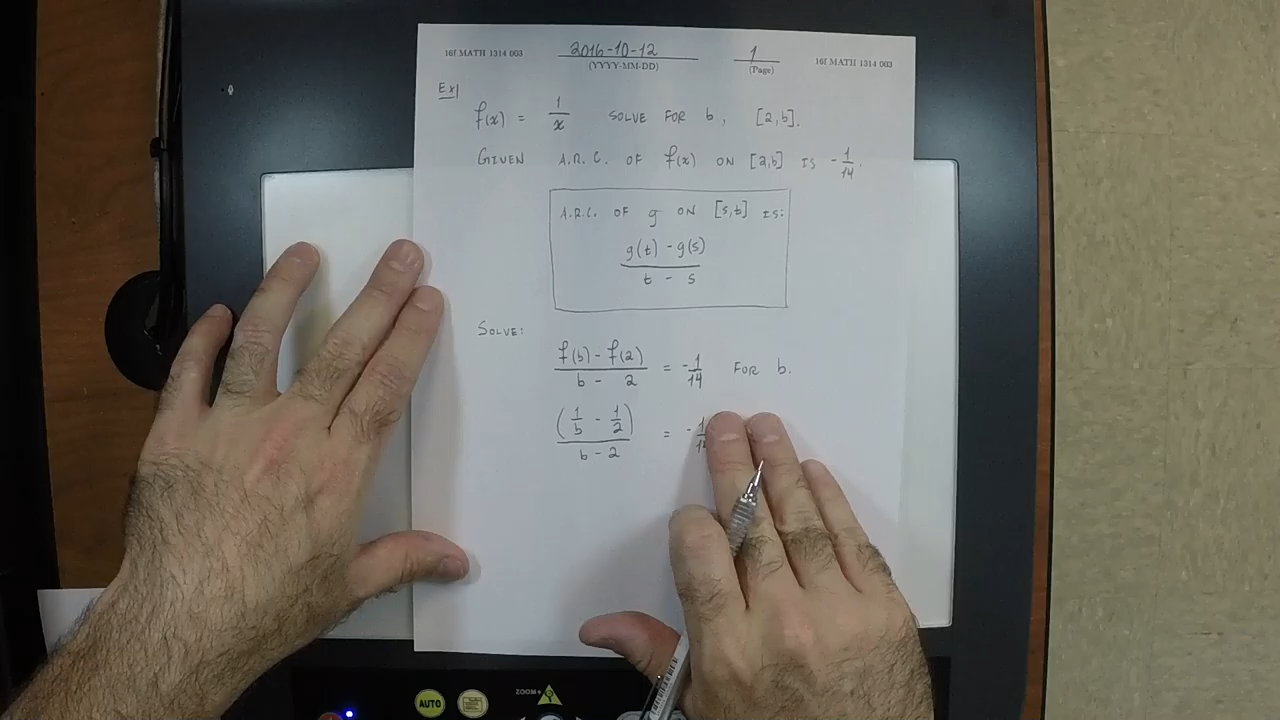 16f MATH 1314 003 2016-10-12 1 16f MATH 1314 003
(YYYY-MM-DD) (Page)
Ex1
f(x) = 1/x SOLVE FOR b, [2,b].
GIVEN A.R.C. OF f(x) ON [2,b] IS -1/14.
A.R.C. OF g ON [s,t] IS:
g(t) - g(s)
t - s
SOLVE:
f(b) - f(2)
b - 2
= -1/14 FOR b.
(1/b - 1/2)
b - 2
= -
ZOOM+
AUTO